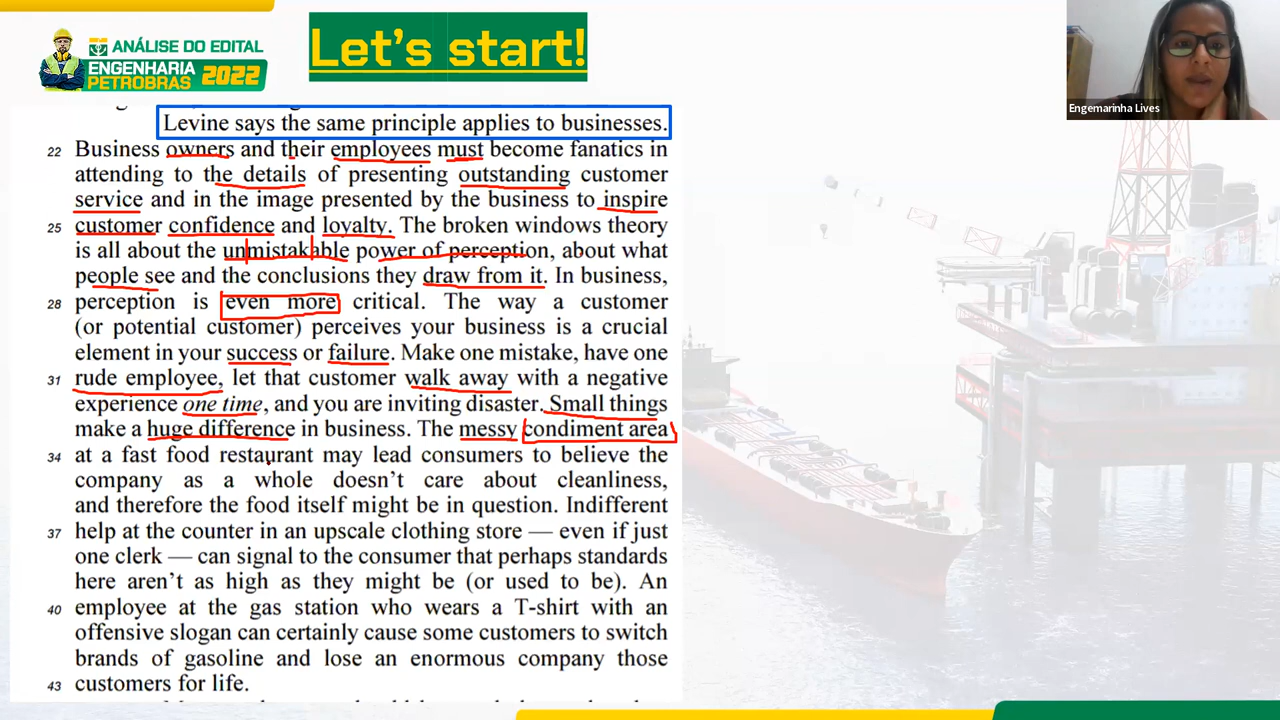 ANÁLISE DO EDITAL
ENGENHARIA
PETROBRAS 2022
Let's start!
Engemarinha Lives
Levine says the same principle applies to businesses.
22 Business owners and their employees must become fanatics in
attending to the details of presenting outstanding customer
service and in the image presented by the business to inspire
25 customer confidence and loyalty. The broken windows theory
is all about the unmistakable power of perception, about what
people see and the conclusions they draw from it. In business,
28 perception is even more critical. The way a customer
(or potential customer) perceives your business is a crucial
element in your success or failure. Make one mistake, have one
31 rude employee, let that customer walk away with a negative
experience one time, and you are inviting disaster. Small things
make a huge difference in business. The messy condiment area
34 at a fast food restaurant may lead consumers to believe the
company as a whole doesn't care about cleanliness,
and therefore the food itself might be in question. Indifferent
37 help at the counter in an upscale clothing store — even if just
one clerk — can signal to the consumer that perhaps standards
here aren't as high as they might be (or used to be). An
40 employee at the gas station who wears a T-shirt with an
offensive slogan can certainly cause some customers to switch
brands of gasoline and lose an enormous company those
43 customers for life.